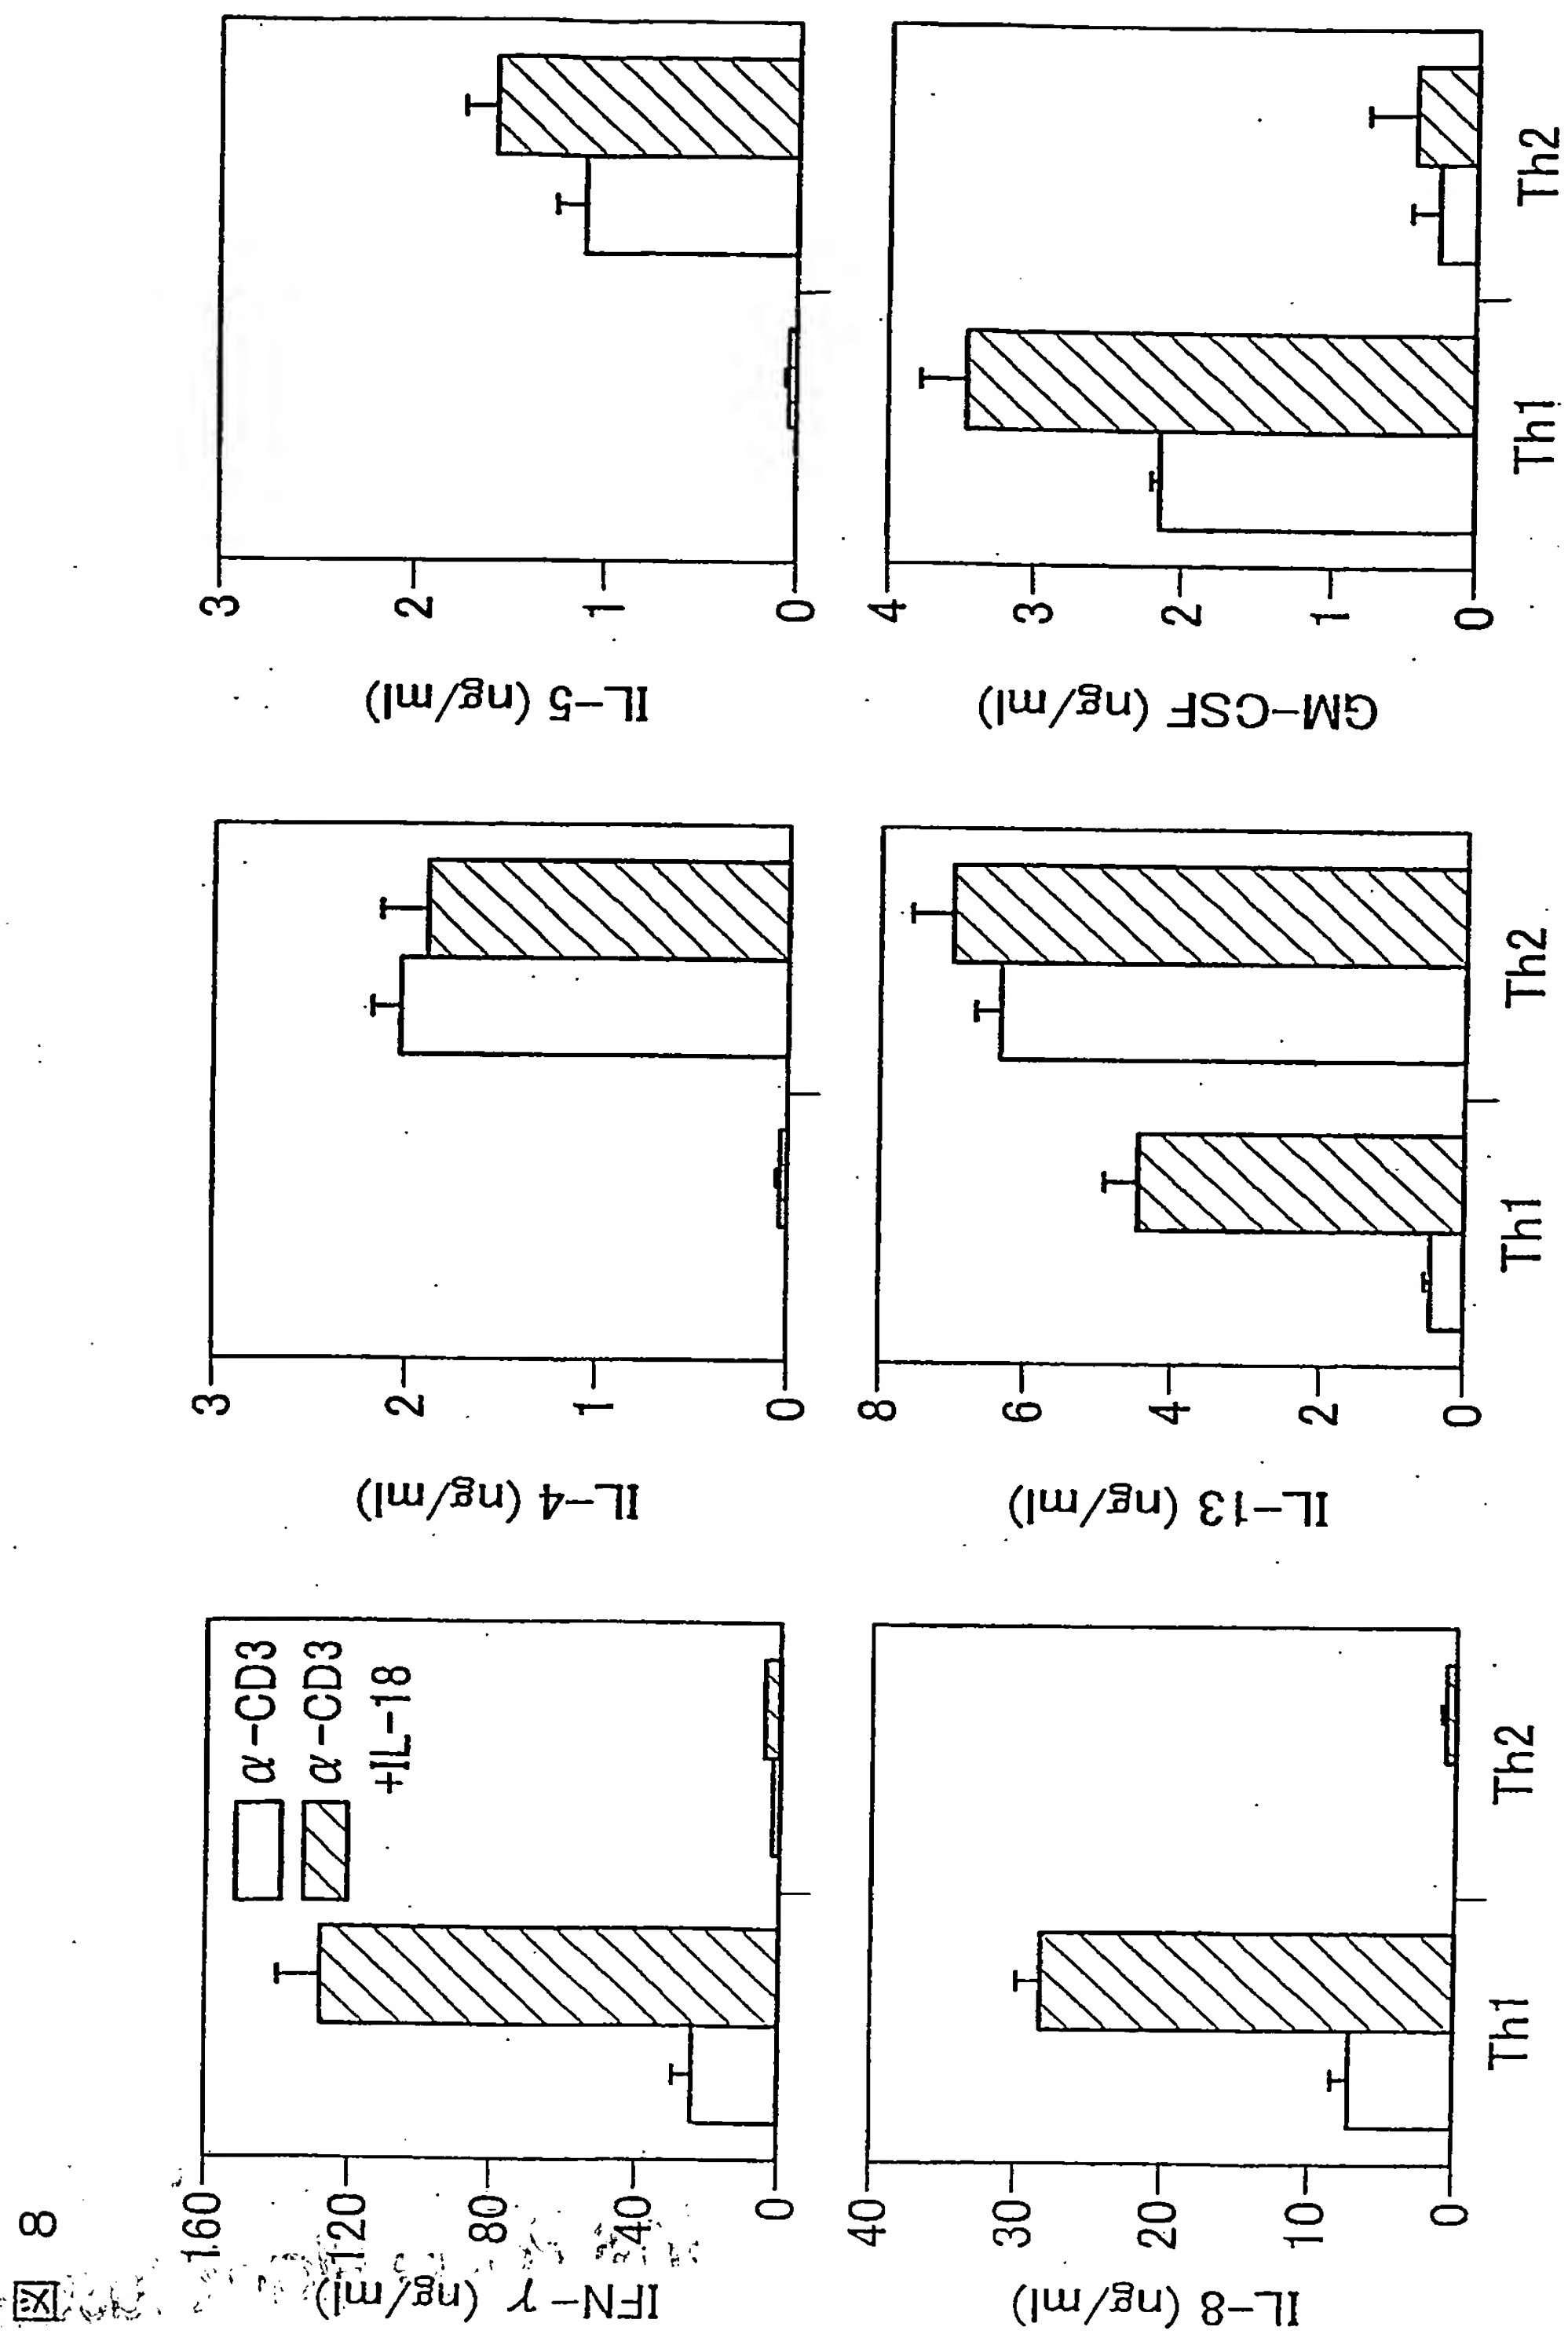 図 8
IFN-γ (ng/ml)
160
120
80
40
0
α-CD3
α-CD3
+IL-18
IL-4 (ng/ml)
3
2
1
0
IL-5 (ng/ml)
3
2
1
0
IL-8 (ng/ml)
40
30
20
10
0
Th1 Th2
IL-13 (ng/ml)
8
6
4
2
0
Th1 Th2
GM-CSF (ng/ml)
4
3
2
1
0
Th1 Th2